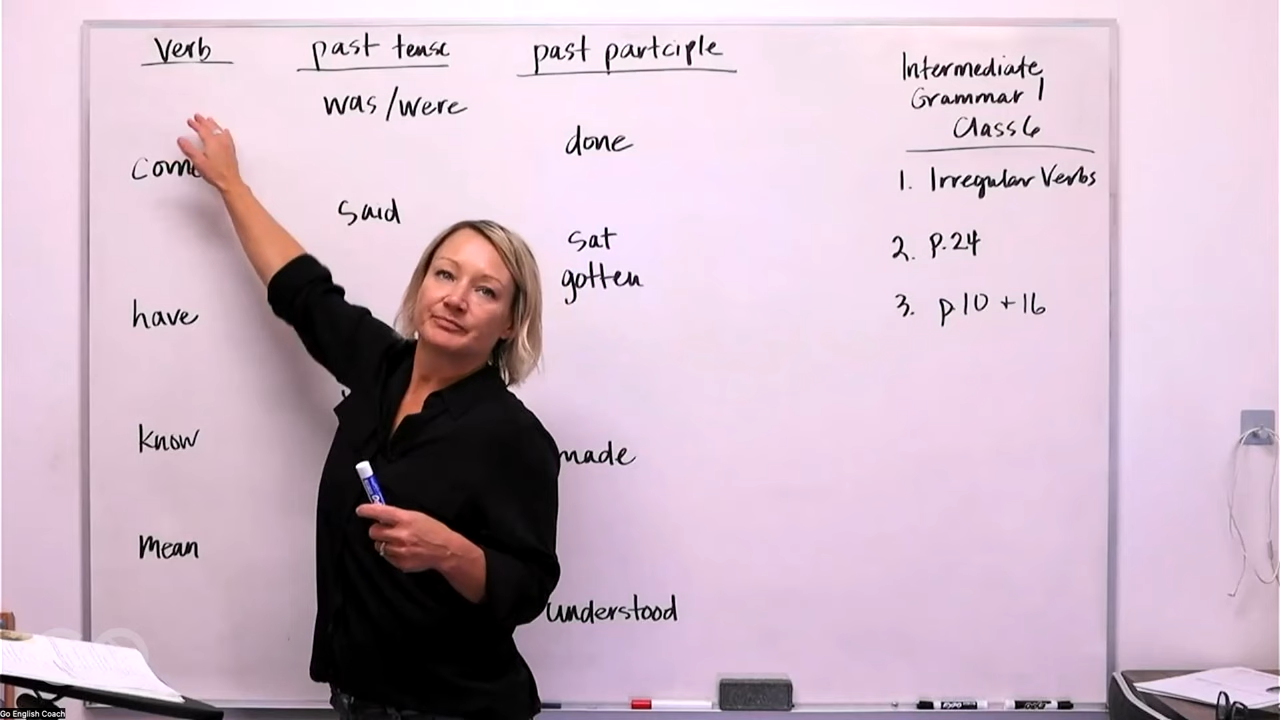 verb past tense past partciple
was/were
done
come
said
sat
gotten
have
know
made
mean
understood
Intermediate
Grammar 1
Class 6
1. Irregular Verbs
2. p.24
3. p 10 + 16
Go English Coach